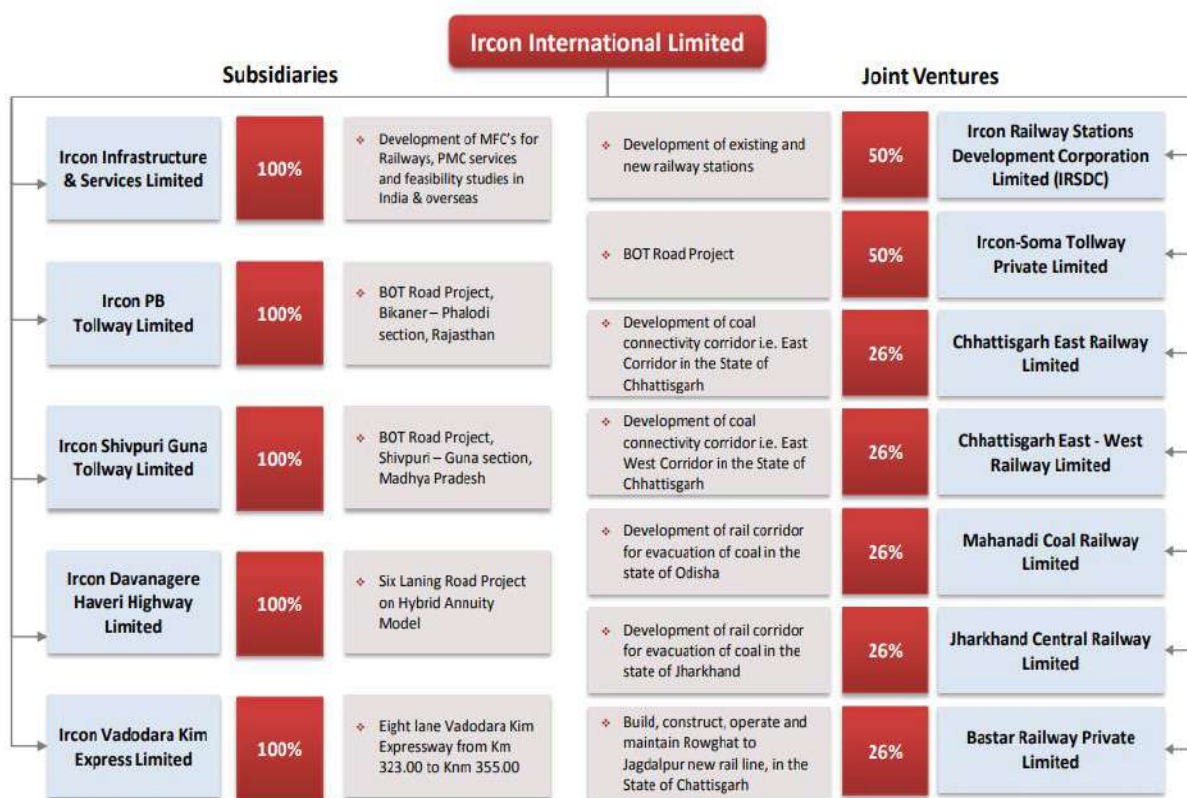 Ircon International Limited
Subsidiaries
Ircon Infrastructure
& Services Limited
100%
❖ Development of MFC's for
Railways, PMC services
and feasibility studies in
India & overseas
Ircon PB
Tollway Limited
100%
❖ BOT Road Project,
Bikaner – Phalodi
section, Rajasthan
Ircon Shivpuri Guna
Tollway Limited
100%
❖ BOT Road Project,
Shivpuri – Guna section,
Madhya Pradesh
Ircon Davanagere
Haveri Highway
Limited
100%
❖ Six Laning Road Project
on Hybrid Annuity
Model
Ircon Vadodara Kim
Express Limited
100%
❖ Eight lane Vadodara Kim
Expressway from Km
323.00 to Knm 355.00
Joint Ventures
❖ Development of existing and
new railway stations
50%
Ircon Railway Stations
Development Corporation
Limited (IRSDC)
❖ BOT Road Project
50%
Ircon-Soma Tollway
Private Limited
❖ Development of coal
connectivity corridor i.e. East
Corridor in the State of
Chhattisgarh
26%
Chhattisgarh East Railway
Limited
❖ Development of coal
connectivity corridor i.e. East
West Corridor in the State of
Chhattisgarh
26%
Chhattisgarh East - West
Railway Limited
❖ Development of rail corridor
for evacuation of coal in the
state of Odisha
26%
Mahanadi Coal Railway
Limited
❖ Development of rail corridor
for evacuation of coal in the
state of Jharkhand
26%
Jharkhand Central Railway
Limited
❖ Build, construct, operate and
maintain Rowghat to
Jagdalpur new rail line, in the
State of Chattisgarh
26%
Bastar Railway Private
Limited